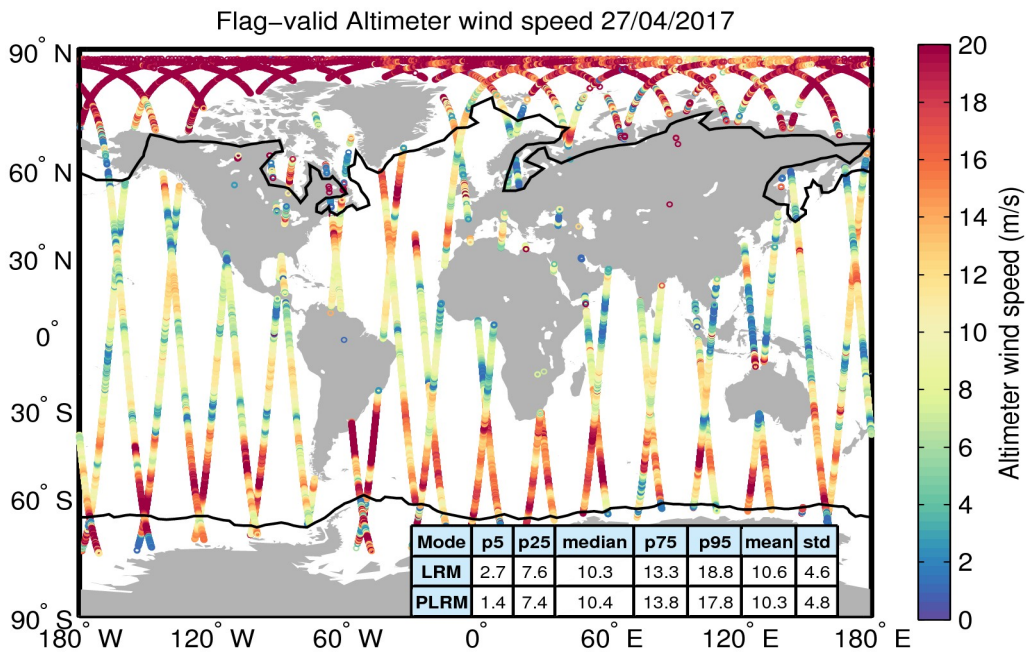 Flag−valid Altimeter wind speed 27/04/2017
90° N
60° N
30° N
0°
30° S
60° S
90° S
180° W
120° W
60° W
0°
60° E
120° E
180° E
Mode p5 p25 median p75 p95 mean std
LRM 2.7 7.6 10.3 13.3 18.8 10.6 4.6
PLRM 1.4 7.4 10.4 13.8 17.8 10.3 4.8
20
18
16
14
12
10
8
6
4
2
0
Altimeter wind speed (m/s)